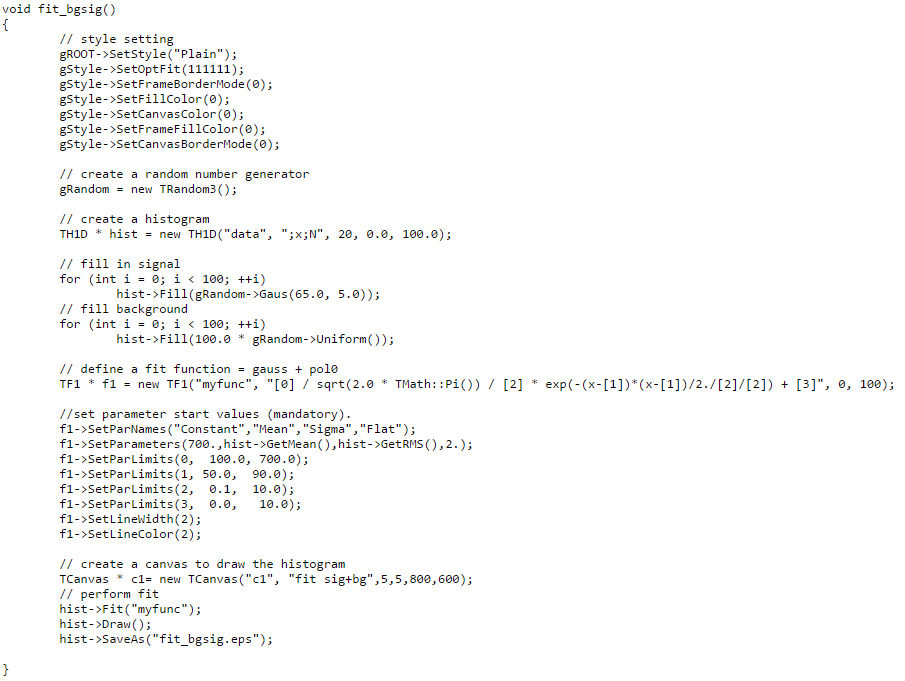 void fit_bgsig()
{
        // style setting
        gROOT->SetStyle("Plain");
        gStyle->SetOptFit(111111);
        gStyle->SetFrameBorderMode(0);
        gStyle->SetFillColor(0);
        gStyle->SetCanvasColor(0);
        gStyle->SetFrameFillColor(0);
        gStyle->SetCanvasBorderMode(0);

        // create a random number generator
        gRandom = new TRandom3();

        // create a histogram
        TH1D * hist = new TH1D("data", ";x;N", 20, 0.0, 100.0);

        // fill in signal
        for (int i = 0; i < 100; ++i)
                hist->Fill(gRandom->Gaus(65.0, 5.0));
        // fill background
        for (int i = 0; i < 100; ++i)
                hist->Fill(100.0 * gRandom->Uniform());

        // define a fit function = gauss + pol0
        TF1 * f1 = new TF1("myfunc", "[0] / sqrt(2.0 * TMath::Pi()) / [2] * exp(-(x-[1])*(x-[1])/2./[2]/[2]) + [3]", 0, 100);

        //set parameter start values (mandatory).
        f1->SetParNames("Constant","Mean","Sigma","Flat");
        f1->SetParameters(700.,hist->GetMean(),hist->GetRMS(),2.);
        f1->SetParLimits(0,  100.0, 700.0);
        f1->SetParLimits(1, 50.0,  90.0);
        f1->SetParLimits(2,  0.1,  10.0);
        f1->SetParLimits(3,  0.0,   10.0);
        f1->SetLineWidth(2);
        f1->SetLineColor(2);

        // create a canvas to draw the histogram
        TCanvas * c1= new TCanvas("c1", "fit sig+bg",5,5,800,600);
        // perform fit
        hist->Fit("myfunc");
        hist->Draw();
        hist->SaveAs("fit_bgsig.eps");

}